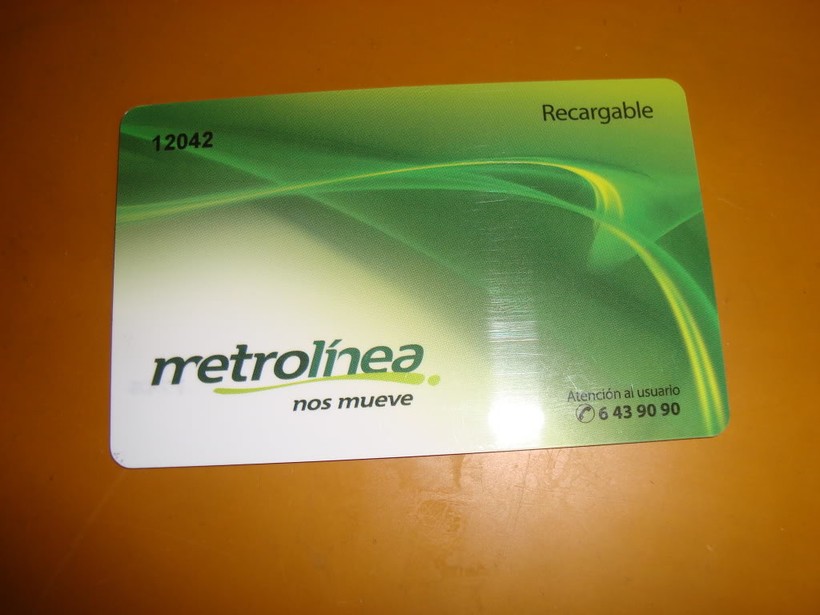 Recargable
12042
metrolínea
nos mueve
Atención al usuario
6 43 90 90